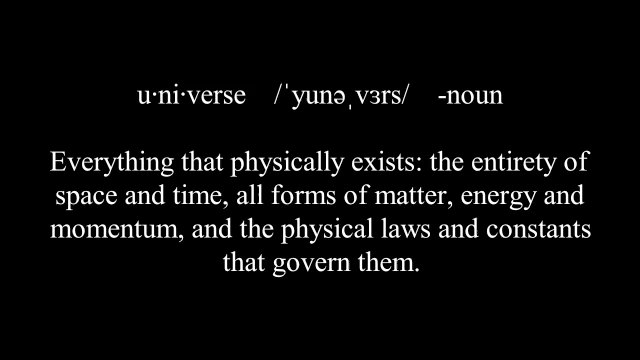 u·ni·verse /ˈyunəˌvɜrs/ -noun
Everything that physically exists: the entirety of
space and time, all forms of matter, energy and
momentum, and the physical laws and constants
that govern them.